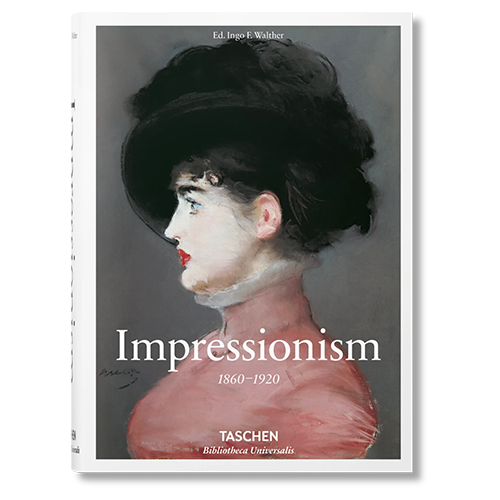 Ed. Ingo F. Walther
Impressionism
1860–1920
TASCHEN
Bibliotheca Universalis